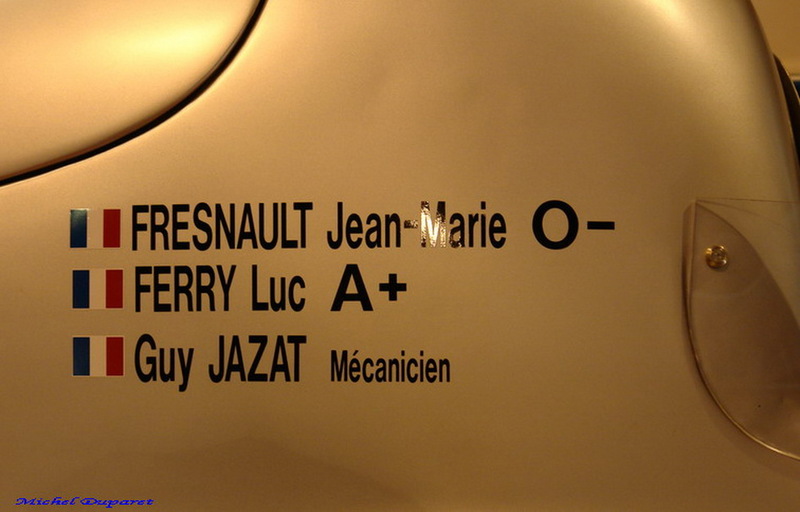 FRESNAULT Jean-Marie O-
FERRY Luc A+
Guy JAZAT Mécanicien
Michel Duparet